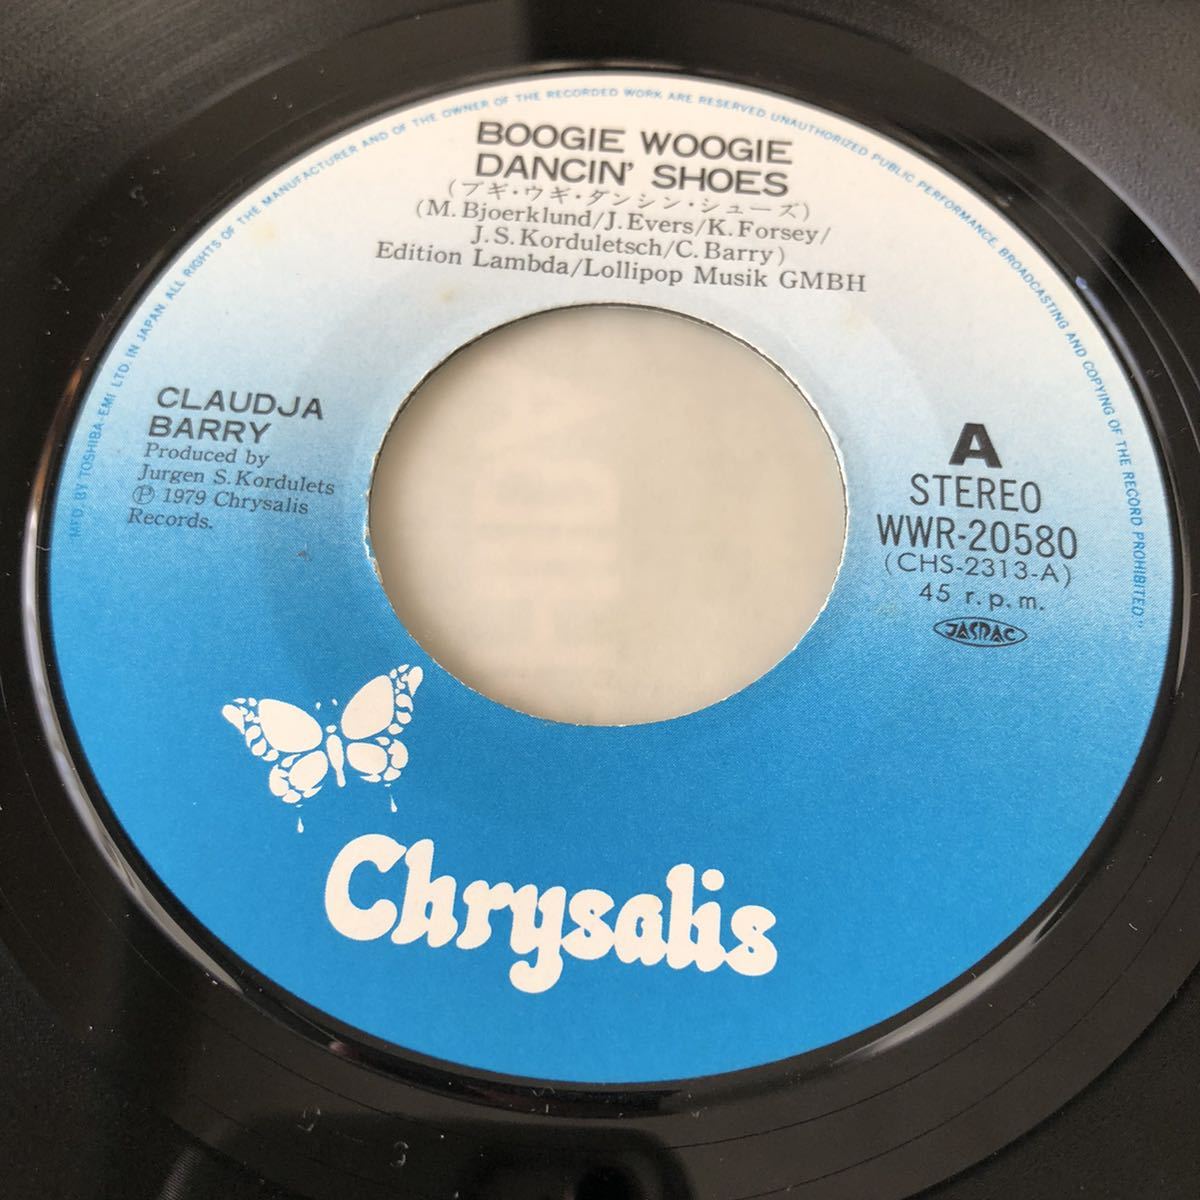 MFD. BY TOSHIBA-EMI LTD. IN JAPAN. ALL RIGHTS OF THE MANUFACTURER AND OF THE OWNER OF THE RECORDED WORK ARE RESERVED. UNAUTHORIZED PUBLIC PERFORMANCE, BROADCASTING AND COPYING OF THE RECORD PROHIBITED.
BOOGIE WOOGIE
DANCIN' SHOES
(ブギ・ウギ・ダンシン・シューズ)
(M. Bjoerklund/J. Evers/K. Forsey/
J. S. Korduletsch/C. Barry)
Edition Lambda/Lollipop Musik GMBH
CLAUDJA
BARRY
Produced by
Jurgen S. Kordulets
Ⓟ 1979 Chrysalis
Records.
A
STEREO
WWR-20580
(CHS-2313-A)
45 r.p.m.
JASRAC
Chrysalis